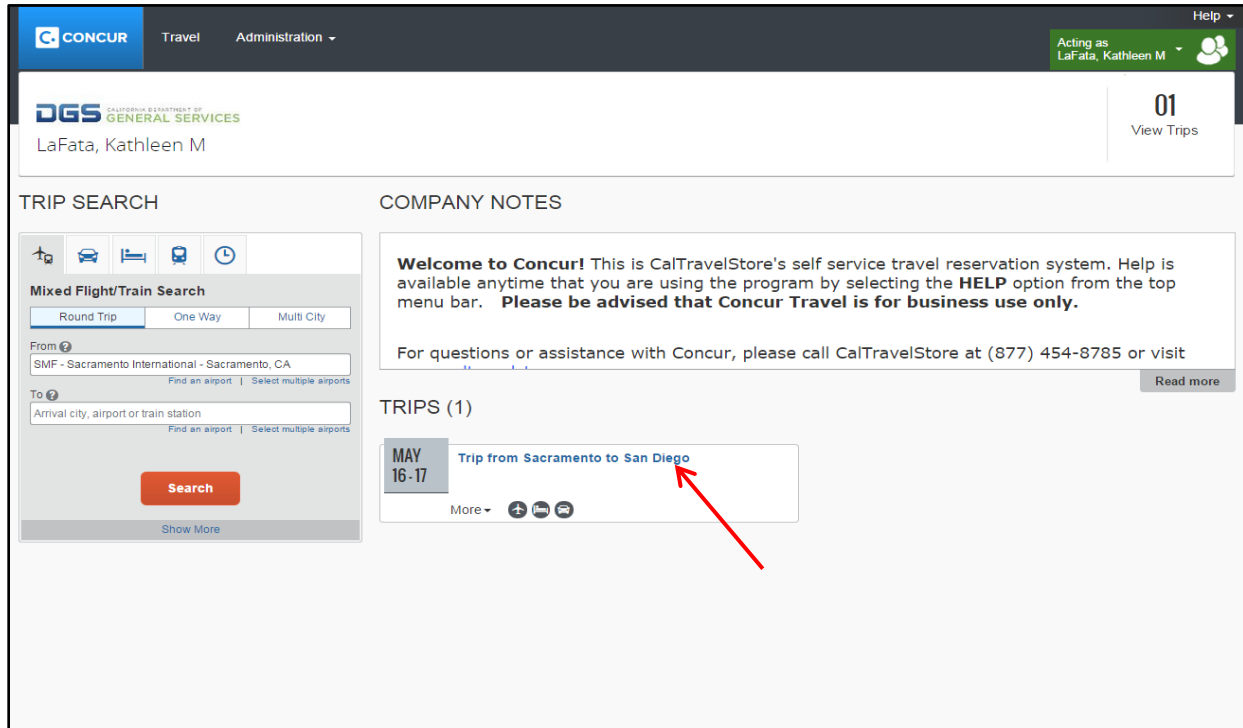 Help
CONCUR Travel Administration
Acting as
LaFata, Kathleen M
DGS CALIFORNIA DEPARTMENT OF
GENERAL SERVICES
LaFata, Kathleen M
01
View Trips
TRIP SEARCH
Mixed Flight/Train Search
Round Trip One Way Multi City
From
SMF - Sacramento International - Sacramento, CA
Find an airport | Select multiple airports
To
Arrival city, airport or train station
Find an airport | Select multiple airports
Search
Show More
COMPANY NOTES
Welcome to Concur! This is CalTravelStore's self service travel reservation system. Help is
available anytime that you are using the program by selecting the HELP option from the top
menu bar. Please be advised that Concur Travel is for business use only.
For questions or assistance with Concur, please call CalTravelStore at (877) 454-8785 or visit
Read more
TRIPS (1)
MAY
16-17
Trip from Sacramento to San Diego
More